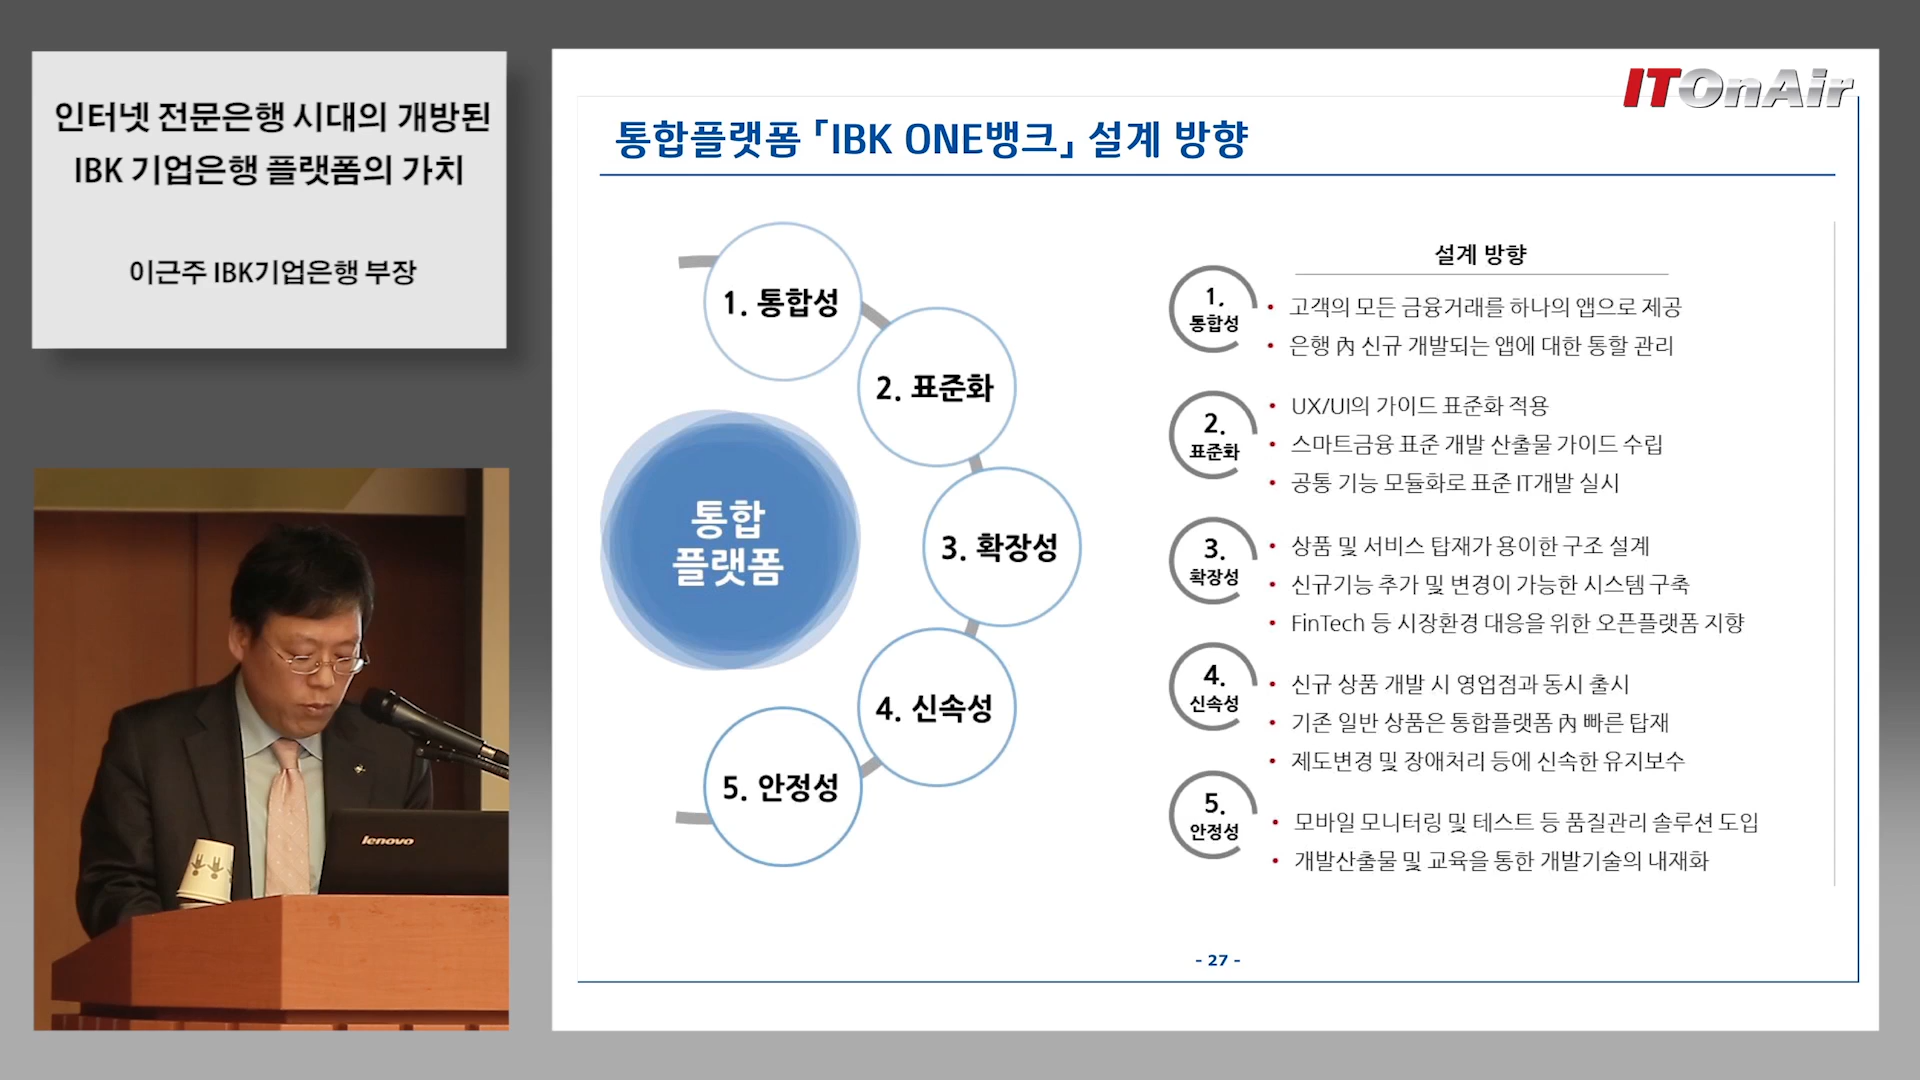 인터넷 전문은행 시대의 개방된
IBK 기업은행 플랫폼의 가치
이근주 IBK기업은행 부장
lenovo
ITOnAir
통합플랫폼 「IBK ONE뱅크」 설계 방향
1. 통합성
2. 표준화
3. 확장성
4. 신속성
5. 안정성
통합
플랫폼
설계 방향
1.
통합성
• 고객의 모든 금융거래를 하나의 앱으로 제공
• 은행 內 신규 개발되는 앱에 대한 통할 관리
2.
표준화
• UX/UI의 가이드 표준화 적용
• 스마트금융 표준 개발 산출물 가이드 수립
• 공통 기능 모듈화로 표준 IT개발 실시
3.
확장성
• 상품 및 서비스 탑재가 용이한 구조 설계
• 신규기능 추가 및 변경이 가능한 시스템 구축
• FinTech 등 시장환경 대응을 위한 오픈플랫폼 지향
4.
신속성
• 신규 상품 개발 시 영업점과 동시 출시
• 기존 일반 상품은 통합플랫폼 內 빠른 탑재
• 제도변경 및 장애처리 등에 신속한 유지보수
5.
안정성
• 모바일 모니터링 및 테스트 등 품질관리 솔루션 도입
• 개발산출물 및 교육을 통한 개발기술의 내재화
- 27 -